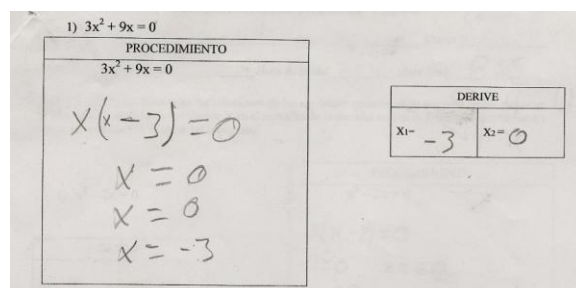 1) 3x² + 9x = 0
PROCEDIMIENTO
3x² + 9x = 0
x(x - 3) = 0
x = 0
x = 0
x = -3
DERIVE
X₁= -3
X₂= 0